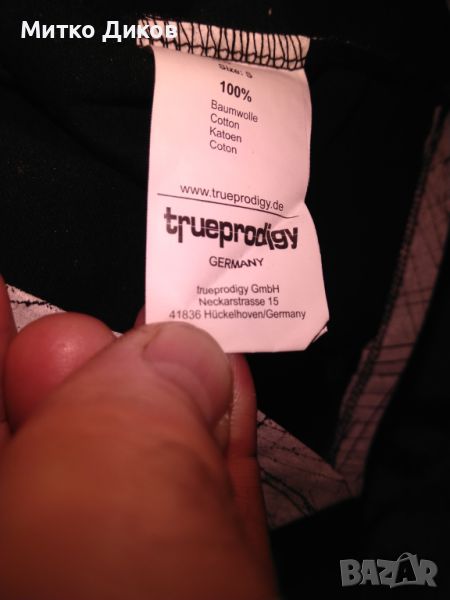 Митко Диков
Size: S
100%
Baumwolle
Cotton
Katoen
Coton
www.trueprodigy.de
trueprodigy
GERMANY
trueprodigy GmbH
Neckarstrasse 15
41836 Hückelhoven/Germany
BAZAR